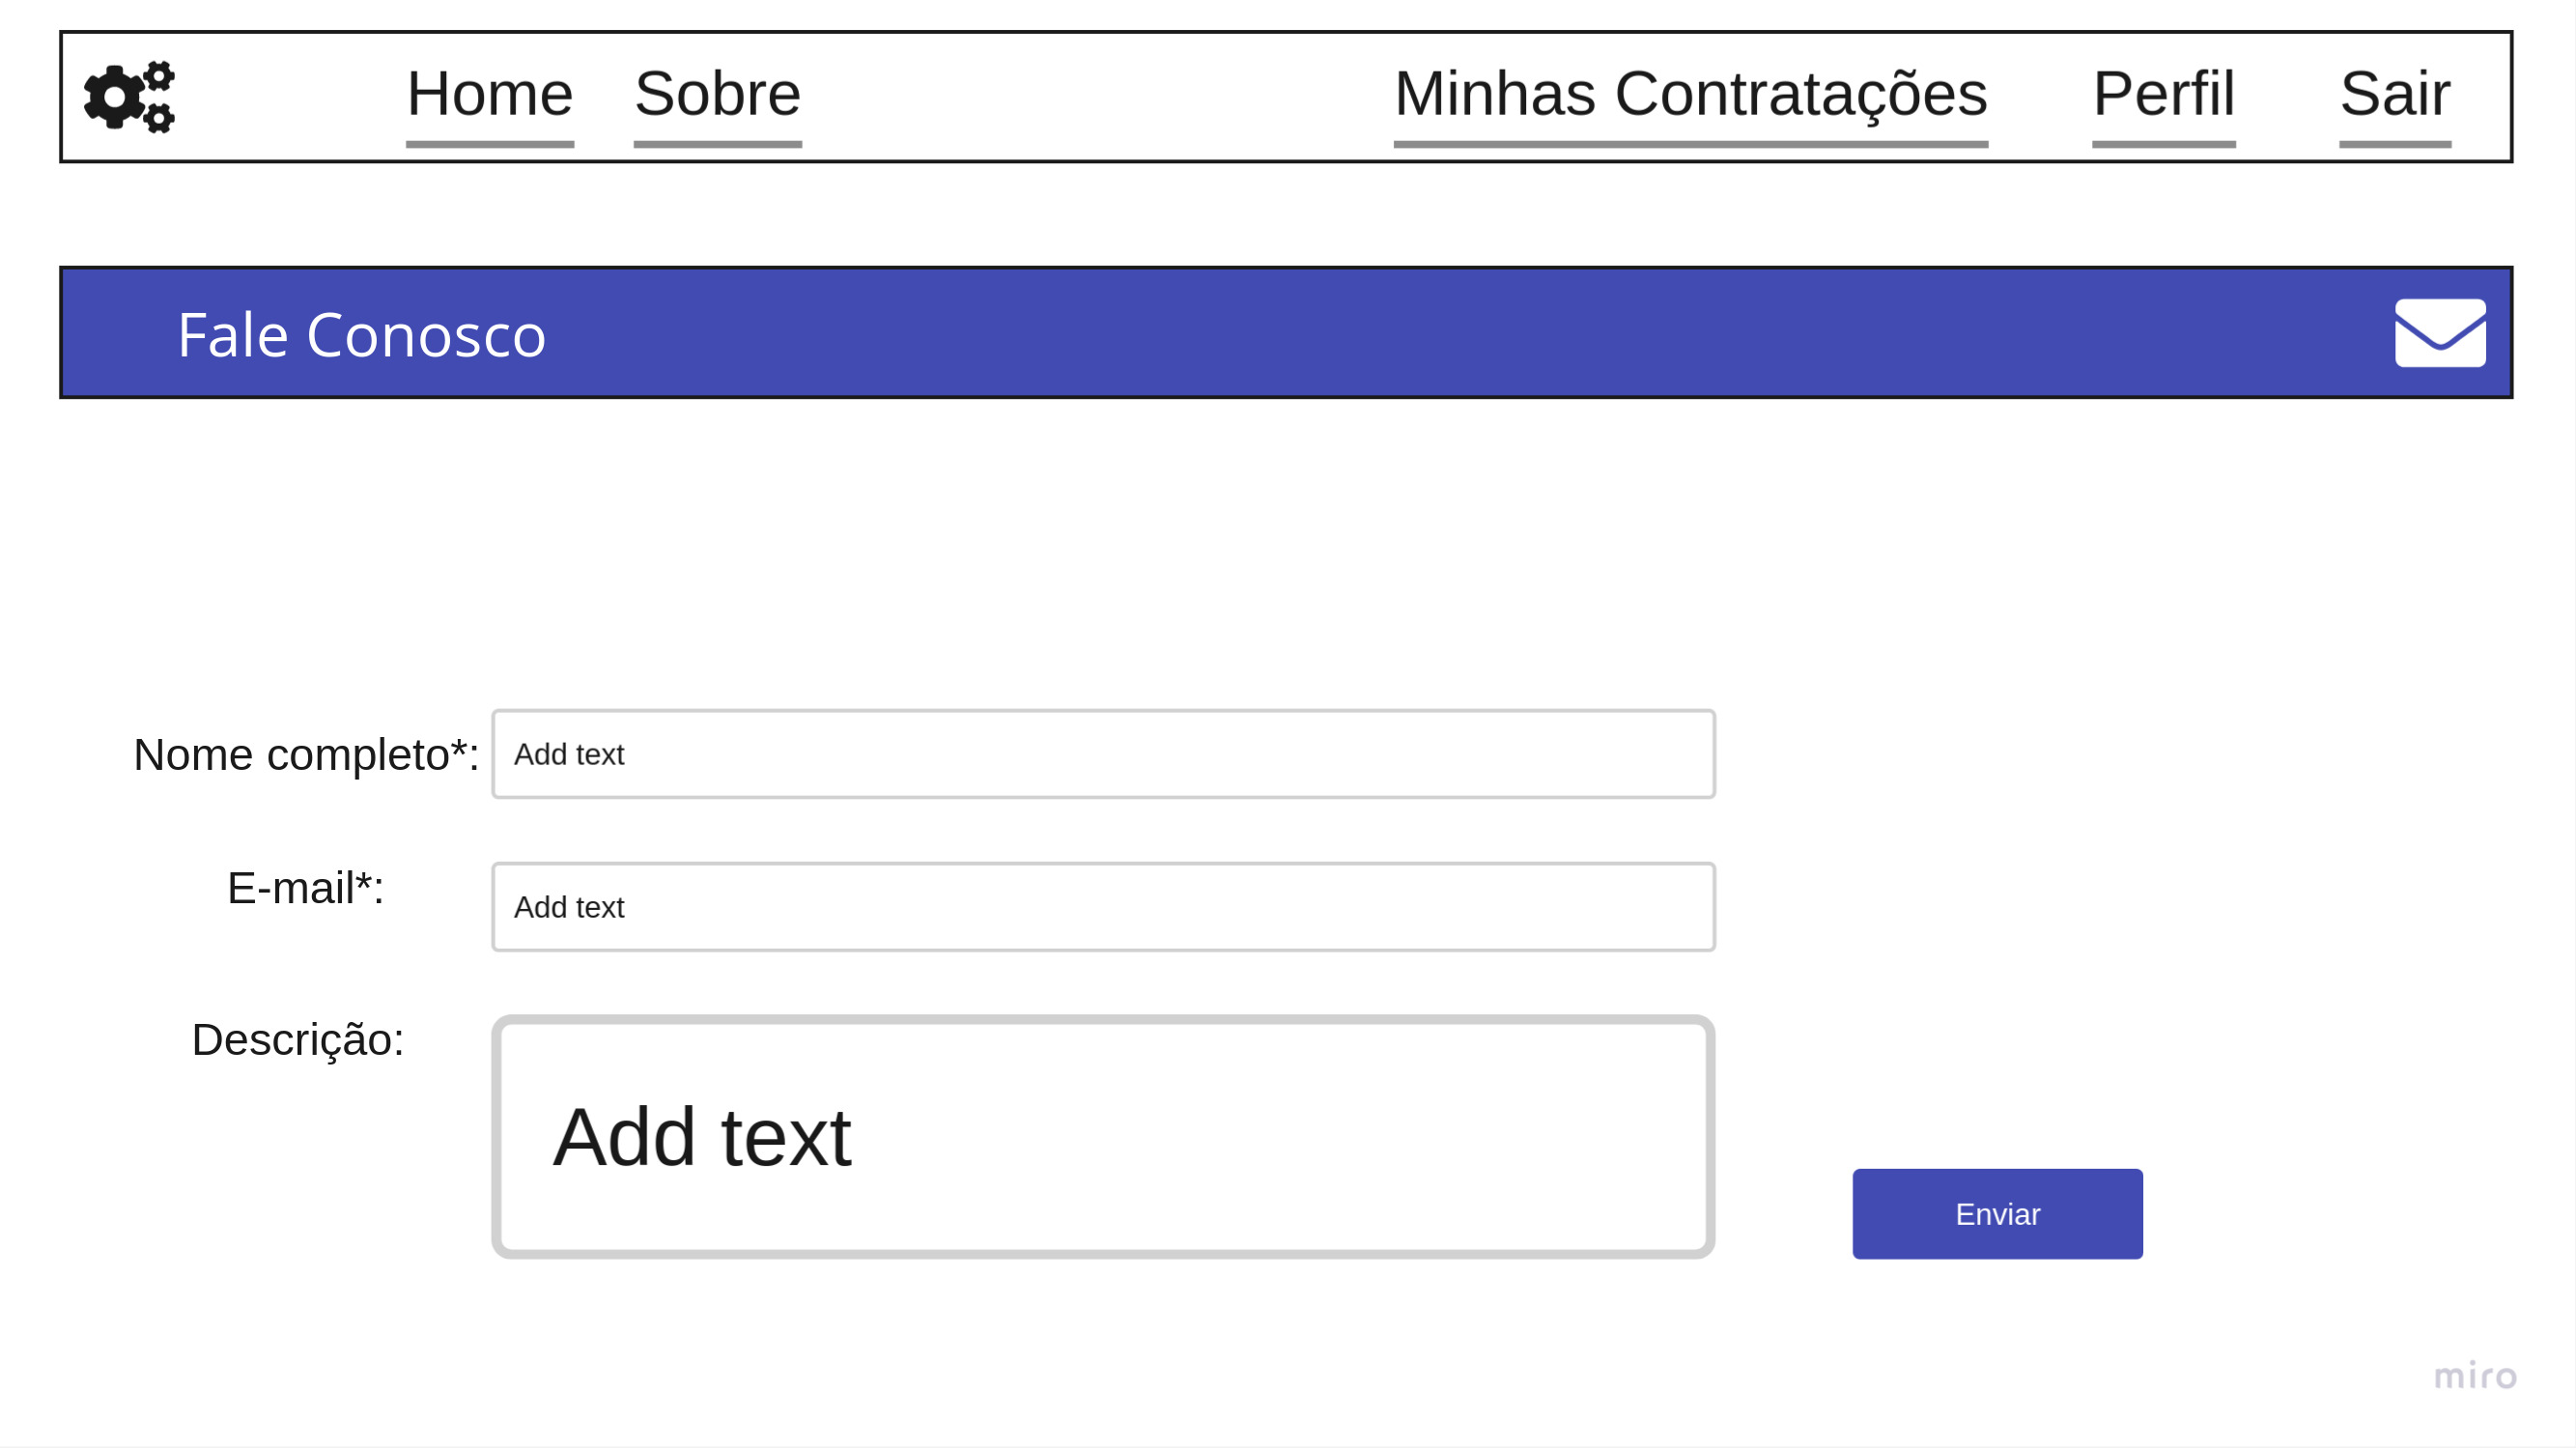 Home Sobre Minhas Contratações Perfil Sair
Fale Conosco
Nome completo*: Add text
E-mail*: Add text
Descrição: Add text
Enviar
miro